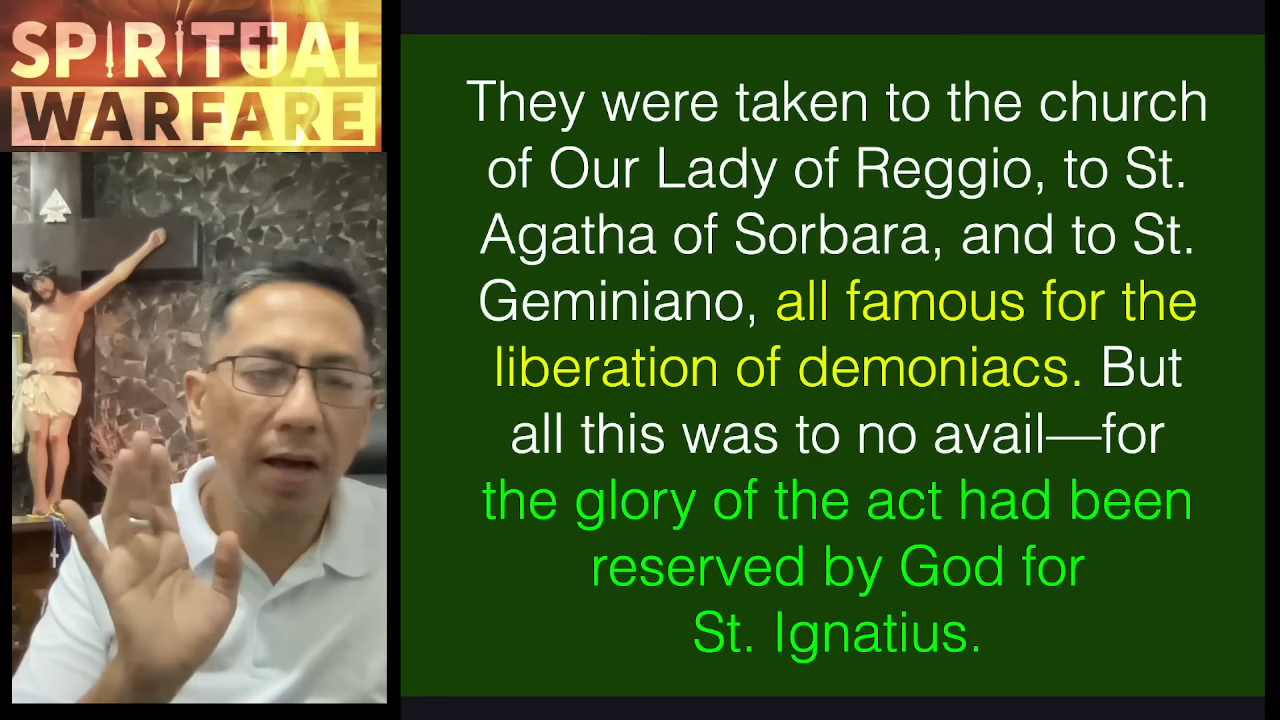 SPIRITUAL
WARFARE
They were taken to the church
of Our Lady of Reggio, to St.
Agatha of Sorbara, and to St.
Geminiano, all famous for the
liberation of demoniacs. But
all this was to no avail—for
the glory of the act had been
reserved by God for
St. Ignatius.